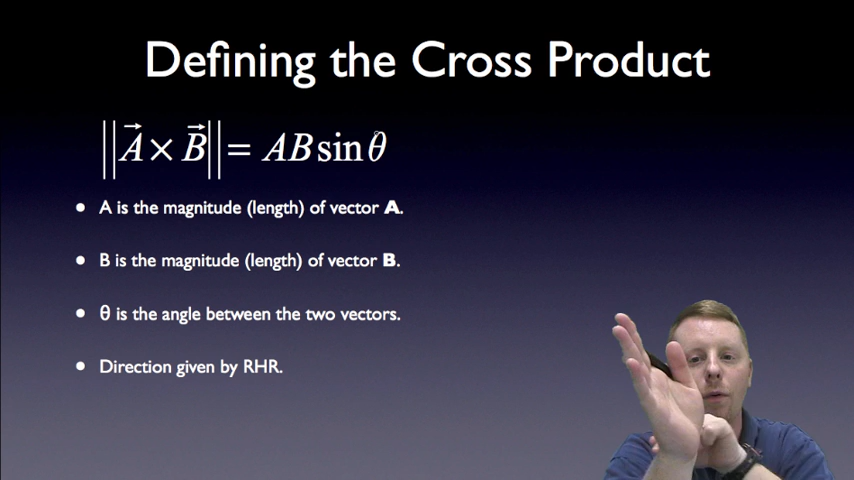 Defining the Cross Product
||A⃗ × B⃗|| = AB sin θ
• A is the magnitude (length) of vector A.
• B is the magnitude (length) of vector B.
• θ is the angle between the two vectors.
• Direction given by RHR.